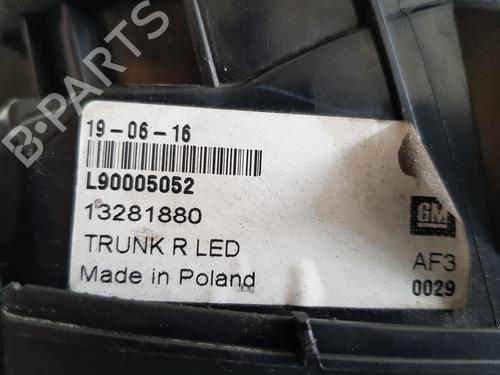 B-PARTS
19-06-16
L90005052
13281880
GM
TRUNK R LED
AF3
Made in Poland
0029